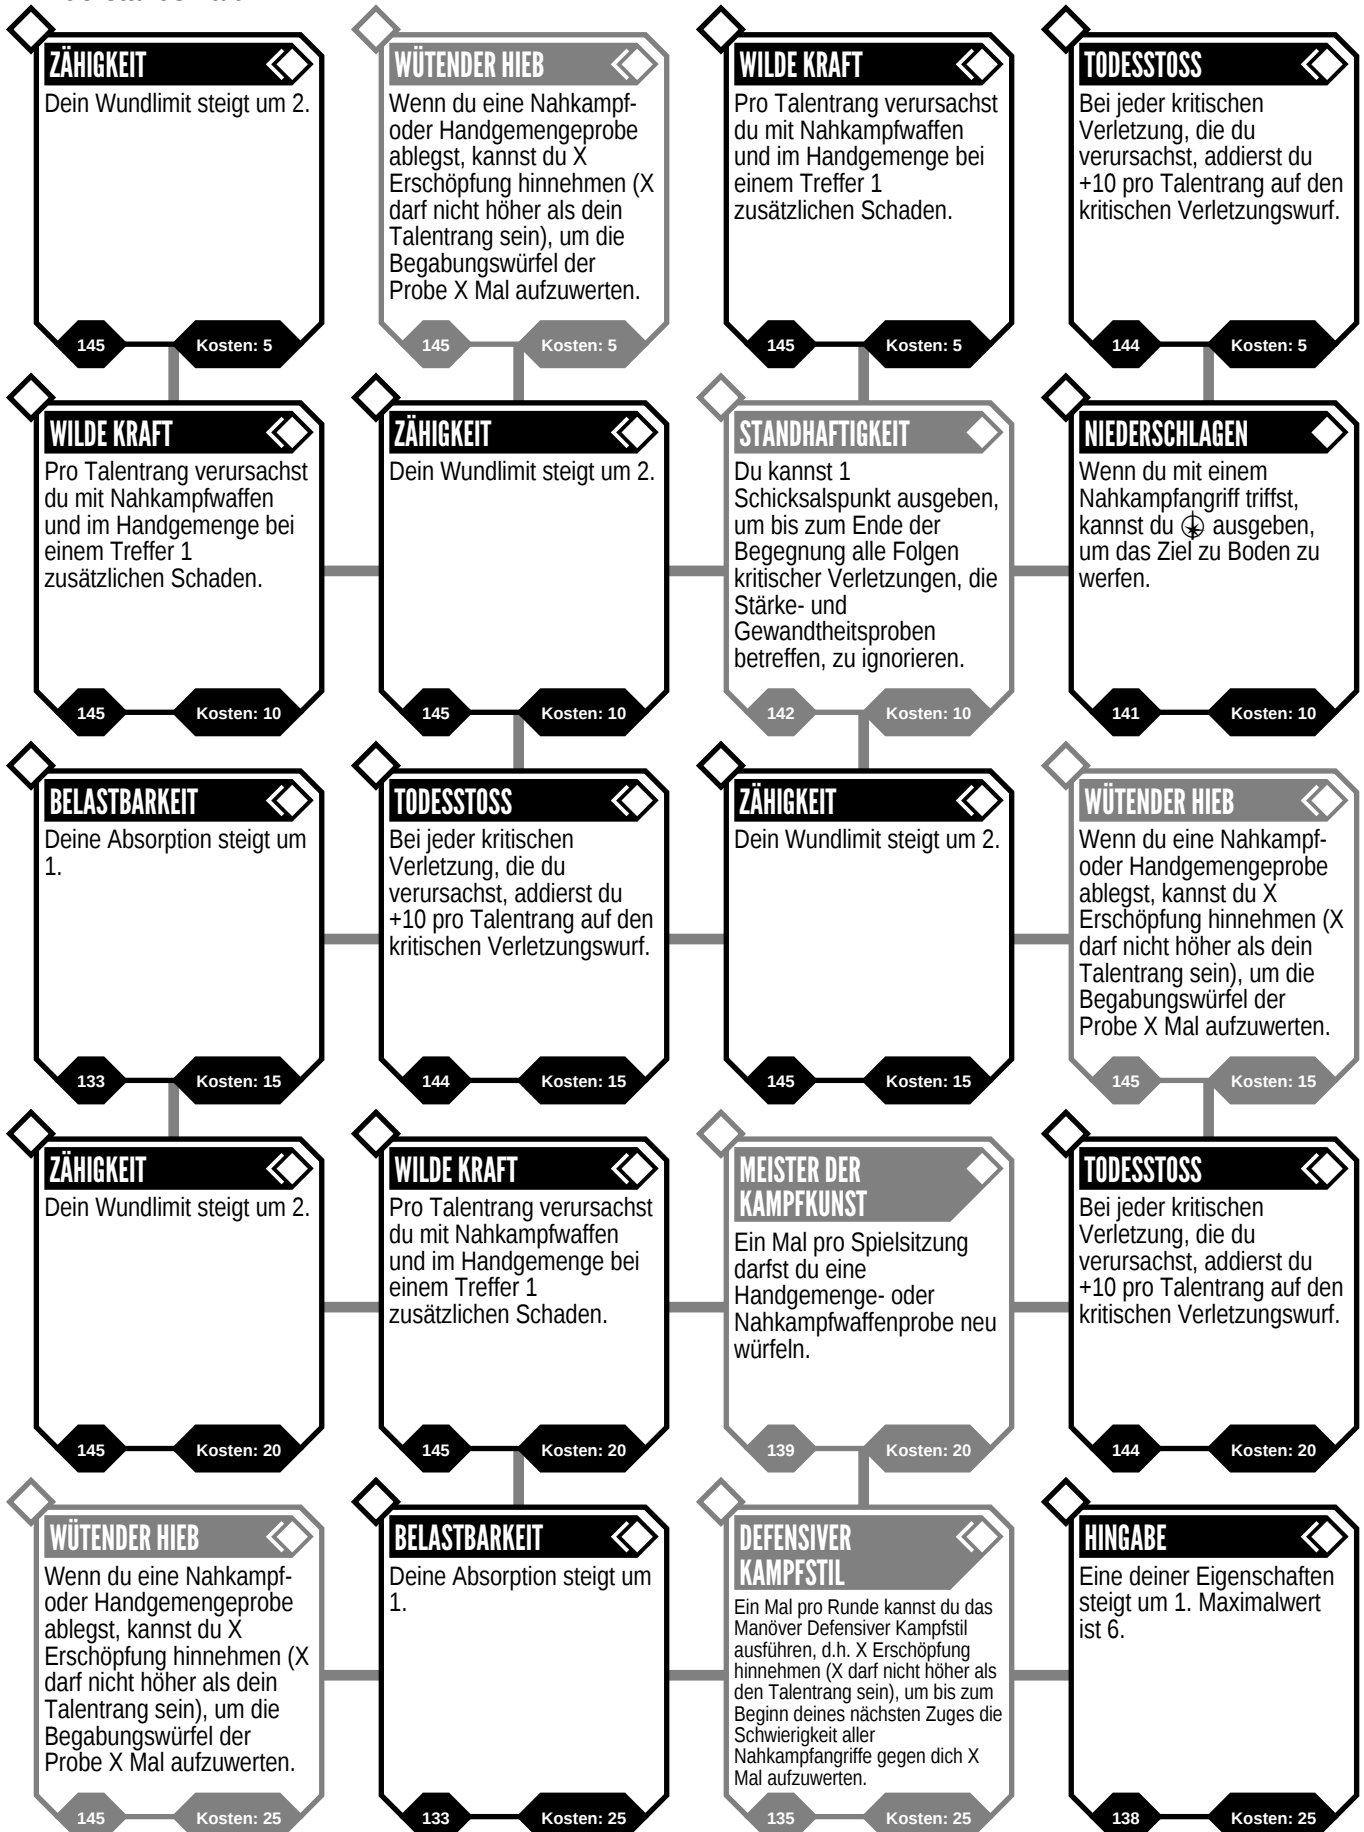 ZÄHIGKEIT
Dein Wundlimit steigt um 2.
145
Kosten: 5
WÜTENDER HIEB
Wenn du eine Nahkampf-
oder Handgemengeprobe
ablegst, kannst du X
Erschöpfung hinnehmen (X
darf nicht höher als dein
Talentrang sein), um die
Begabungswürfel der
Probe X Mal aufzuwerten.
145
Kosten: 5
WILDE KRAFT
Pro Talentrang verursachst
du mit Nahkampfwaffen
und im Handgemenge bei
einem Treffer 1
zusätzlichen Schaden.
145
Kosten: 5
TODESSTOSS
Bei jeder kritischen
Verletzung, die du
verursachst, addierst du
+10 pro Talentrang auf den
kritischen Verletzungswurf.
144
Kosten: 5
WILDE KRAFT
Pro Talentrang verursachst
du mit Nahkampfwaffen
und im Handgemenge bei
einem Treffer 1
zusätzlichen Schaden.
145
Kosten: 10
ZÄHIGKEIT
Dein Wundlimit steigt um 2.
145
Kosten: 10
STANDHAFTIGKEIT
Du kannst 1
Schicksalspunkt ausgeben,
um bis zum Ende der
Begegnung alle Folgen
kritischer Verletzungen, die
Stärke- und
Gewandtheitsproben
betreffen, zu ignorieren.
142
Kosten: 10
NIEDERSCHLAGEN
Wenn du mit einem
Nahkampfangriff triffst,
kannst du ausgeben,
um das Ziel zu Boden zu
werfen.
141
Kosten: 10
BELASTBARKEIT
Deine Absorption steigt um
1.
133
Kosten: 15
TODESSTOSS
Bei jeder kritischen
Verletzung, die du
verursachst, addierst du
+10 pro Talentrang auf den
kritischen Verletzungswurf.
144
Kosten: 15
ZÄHIGKEIT
Dein Wundlimit steigt um 2.
145
Kosten: 15
WÜTENDER HIEB
Wenn du eine Nahkampf-
oder Handgemengeprobe
ablegst, kannst du X
Erschöpfung hinnehmen (X
darf nicht höher als dein
Talentrang sein), um die
Begabungswürfel der
Probe X Mal aufzuwerten.
145
Kosten: 15
ZÄHIGKEIT
Dein Wundlimit steigt um 2.
145
Kosten: 20
WILDE KRAFT
Pro Talentrang verursachst
du mit Nahkampfwaffen
und im Handgemenge bei
einem Treffer 1
zusätzlichen Schaden.
145
Kosten: 20
MEISTER DER
KAMPFKUNST
Ein Mal pro Spielsitzung
darfst du eine
Handgemenge- oder
Nahkampfwaffenprobe neu
würfeln.
139
Kosten: 20
TODESSTOSS
Bei jeder kritischen
Verletzung, die du
verursachst, addierst du
+10 pro Talentrang auf den
kritischen Verletzungswurf.
144
Kosten: 20
WÜTENDER HIEB
Wenn du eine Nahkampf-
oder Handgemengeprobe
ablegst, kannst du X
Erschöpfung hinnehmen (X
darf nicht höher als dein
Talentrang sein), um die
Begabungswürfel der
Probe X Mal aufzuwerten.
145
Kosten: 25
BELASTBARKEIT
Deine Absorption steigt um
1.
133
Kosten: 25
DEFENSIVER
KAMPFSTIL
Ein Mal pro Runde kannst du das
Manöver Defensiver Kampfstil
ausführen, d.h. X Erschöpfung
hinnehmen (X darf nicht höher als
den Talentrang sein), um bis zum
Beginn deines nächsten Zuges die
Schwierigkeit aller
Nahkampfangriffe gegen dich X
Mal aufzuwerten.
135
Kosten: 25
HINGABE
Eine deiner Eigenschaften
steigt um 1. Maximalwert
ist 6.
138
Kosten: 25